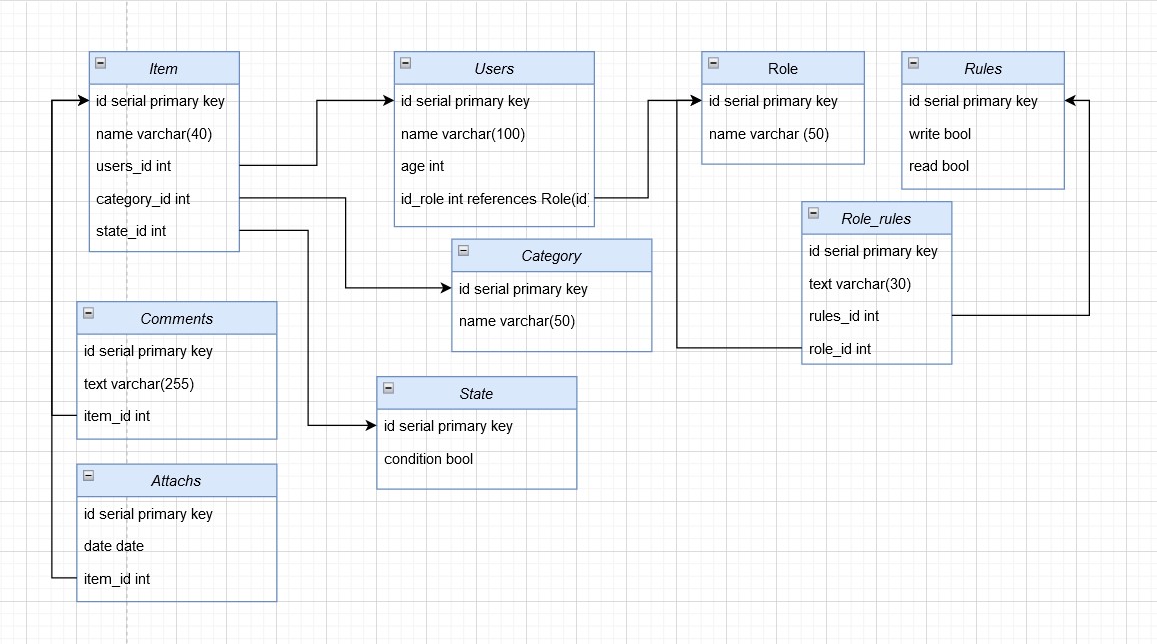 Item
id serial primary key
name varchar(40)
users_id int
category_id int
state_id int
Users
id serial primary key
name varchar(100)
age int
id_role int references Role(id)
Role
id serial primary key
name varchar (50)
Rules
id serial primary key
write bool
read bool
Role_rules
id serial primary key
text varchar(30)
rules_id int
role_id int
Category
id serial primary key
name varchar(50)
Comments
id serial primary key
text varchar(255)
item_id int
State
id serial primary key
condition bool
Attachs
id serial primary key
date date
item_id int